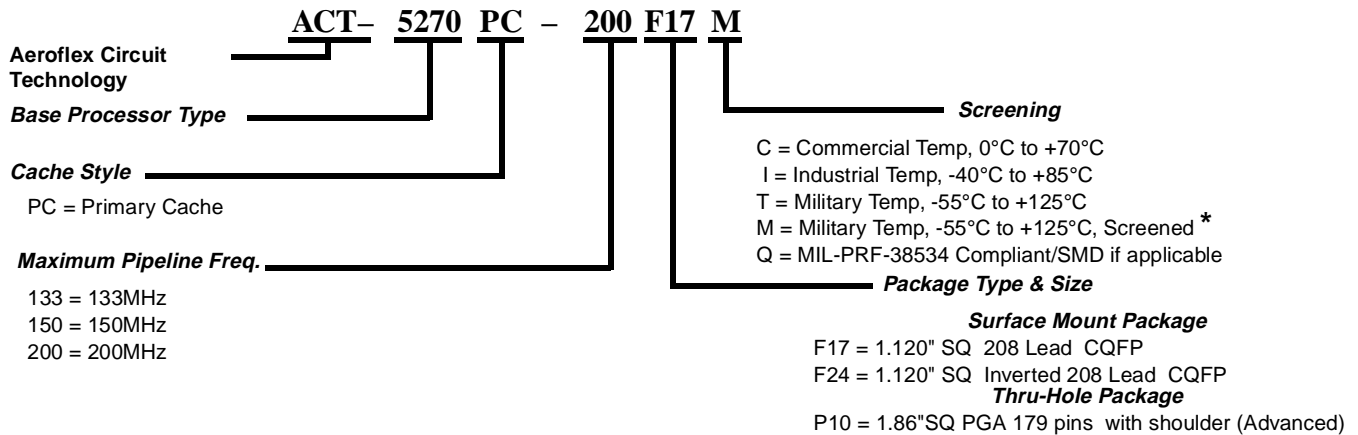 ACT– 5270 PC – 200 F17 M
Aeroflex Circuit
Technology
Base Processor Type
Cache Style
PC = Primary Cache
Maximum Pipeline Freq.
133 = 133MHz
150 = 150MHz
200 = 200MHz
Screening
C = Commercial Temp, 0°C to +70°C
I = Industrial Temp, -40°C to +85°C
T = Military Temp, -55°C to +125°C
M = Military Temp, -55°C to +125°C, Screened *
Q = MIL-PRF-38534 Compliant/SMD if applicable
Package Type & Size
Surface Mount Package
F17 = 1.120" SQ 208 Lead CQFP
F24 = 1.120" SQ Inverted 208 Lead CQFP
Thru-Hole Package
P10 = 1.86"SQ PGA 179 pins with shoulder (Advanced)